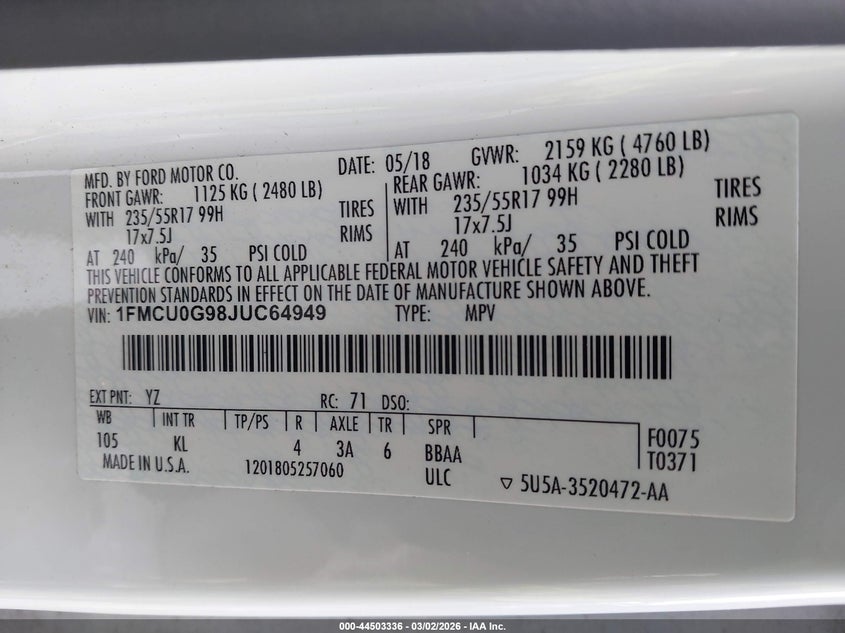 MFD. BY FORD MOTOR CO. DATE: 05/18 GVWR: 2159 KG ( 4760 LB)
FRONT GAWR: 1125 KG ( 2480 LB) REAR GAWR: 1034 KG ( 2280 LB)
WITH 235/55R17 99H TIRES WITH 235/55R17 99H TIRES
17x7.5J RIMS 17x7.5J RIMS
AT 240 kPa/ 35 PSI COLD AT 240 kPa/ 35 PSI COLD
THIS VEHICLE CONFORMS TO ALL APPLICABLE FEDERAL MOTOR VEHICLE SAFETY AND THEFT
PREVENTION STANDARDS IN EFFECT ON THE DATE OF MANUFACTURE SHOWN ABOVE.
VIN: 1FMCU0G98JUC64949 TYPE: MPV
EXT PNT: YZ RC: 71 DSO:
WB INT TR TP/PS R AXLE TR SPR
105 KL 4 3A 6 BBAA F0075
MADE IN U.S.A. 1201805257060 ULC T0371
▽ 5U5A-3520472-AA
000-44503336 - 03/02/2026 - IAA Inc.